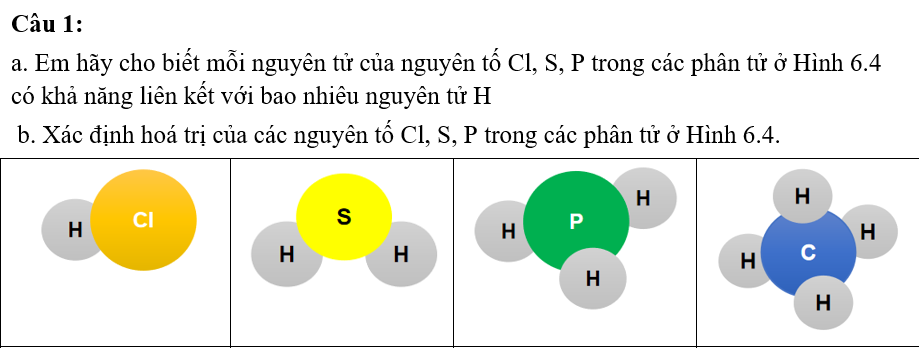 Câu 1:
a. Em hãy cho biết mỗi nguyên tử của nguyên tố Cl, S, P trong các phân tử ở Hình 6.4
có khả năng liên kết với bao nhiêu nguyên tử H
b. Xác định hoá trị của các nguyên tố Cl, S, P trong các phân tử ở Hình 6.4.
H Cl
S
H H
H
P
H
H
H
H
C
H
H